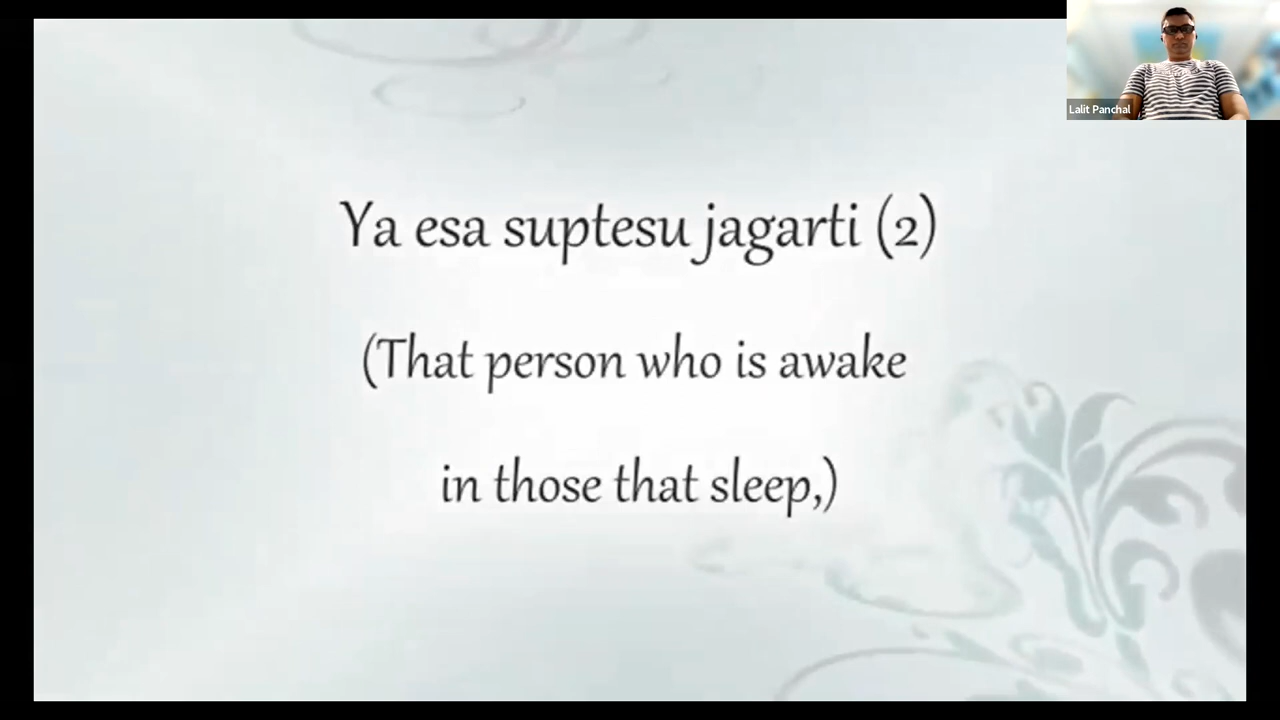 Lalit Panchal
Ya esa suptesu jagarti (2)
(That person who is awake
in those that sleep,)